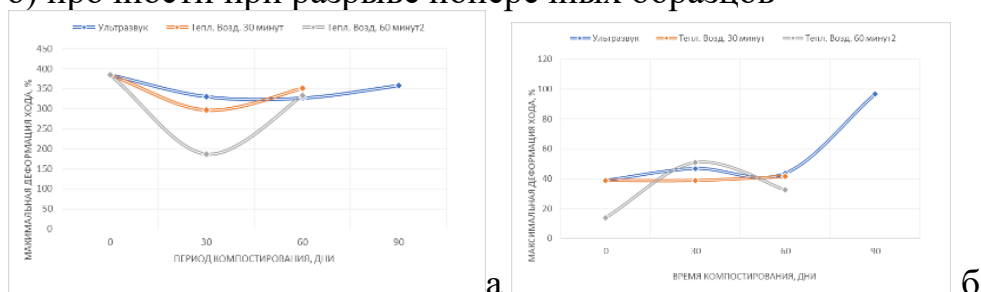 б) прочности при разрыве поперечных образцов
Ультразвук Тепл. Возд. 30 минут Тепл. Возд. 60 минут2
450
400
350
300
250
200
150
100
50
0
МАКИМАЛЬНАЯ ДЕФОРМАЦИЯ ХОДА, %
0 30 60 90
ПЕРИОД КОМПОСТИРОВАНИЯ, ДНИ
а
Ультразвук Тепл. Возд. 30 минут Тепл. Возд. 60 минут2
120
100
80
60
40
20
0
МАКСИМАЛЬНАЯ ДЕФОРМАЦИЯ ХОДА, %
0 30 60 90
ВРЕМЯ КОМПОСТИРОВАНИЯ, ДНИ
б